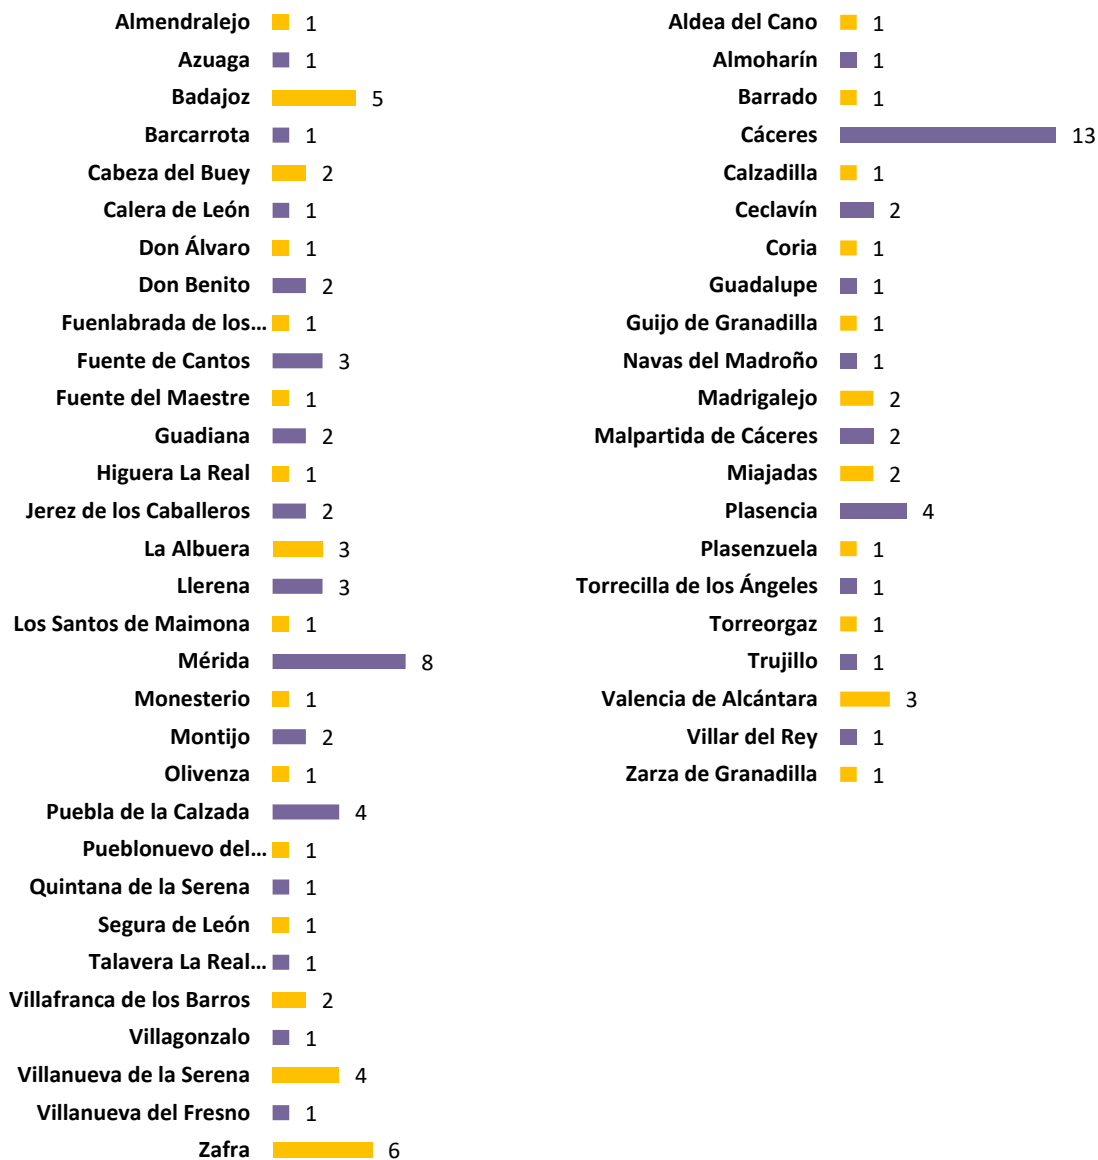 Almendralejo 1
Azuaga 1
Badajoz 5
Barcarrota 1
Cabeza del Buey 2
Calera de León 1
Don Álvaro 1
Don Benito 2
Fuenlabrada de los... 1
Fuente de Cantos 3
Fuente del Maestre 1
Guadiana 2
Higuera La Real 1
Jerez de los Caballeros 2
La Albuera 3
Llerena 3
Los Santos de Maimona 1
Mérida 8
Monesterio 1
Montijo 2
Olivenza 1
Puebla de la Calzada 4
Pueblonuevo del... 1
Quintana de la Serena 1
Segura de León 1
Talavera La Real... 1
Villafranca de los Barros 2
Villagonzalo 1
Villanueva de la Serena 4
Villanueva del Fresno 1
Zafra 6
Aldea del Cano 1
Almoharín 1
Barrado 1
Cáceres 13
Calzadilla 1
Ceclavín 2
Coria 1
Guadalupe 1
Guijo de Granadilla 1
Navas del Madroño 1
Madrigalejo 2
Malpartida de Cáceres 2
Miajadas 2
Plasencia 4
Plasenzuela 1
Torrecilla de los Ángeles 1
Torreorgaz 1
Trujillo 1
Valencia de Alcántara 3
Villar del Rey 1
Zarza de Granadilla 1